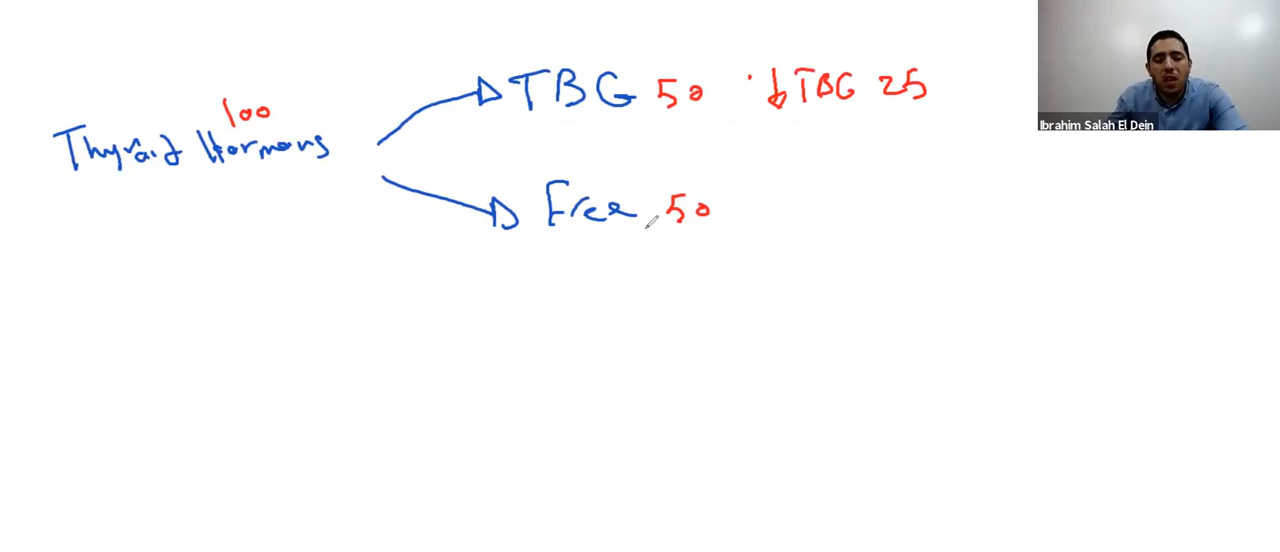 TBG 50 ↓ TBG 25
100
Thyroid Hormons
Free 50
Ibrahim Salah El Dein